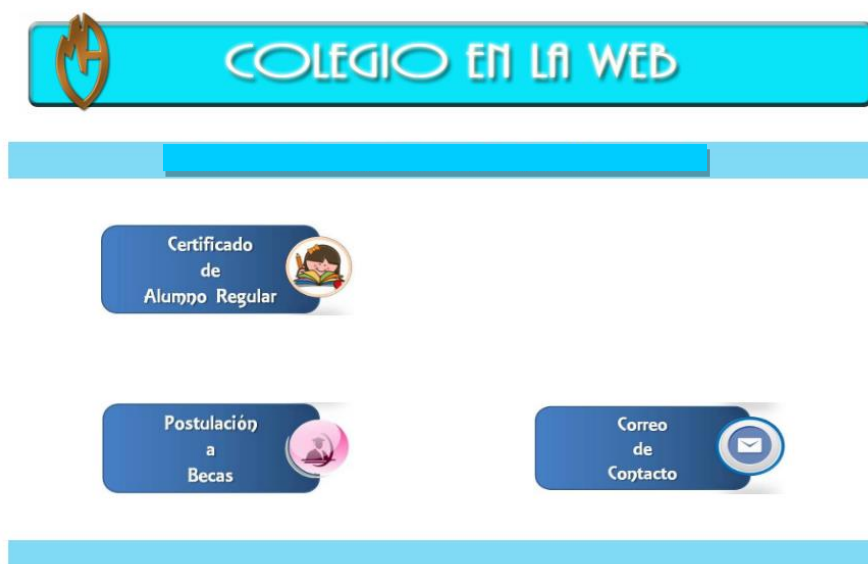 COLEGIO EN LA WEB
Certificado
de
Alumno Regular
Postulación
a
Becas
Correo
de
Contacto